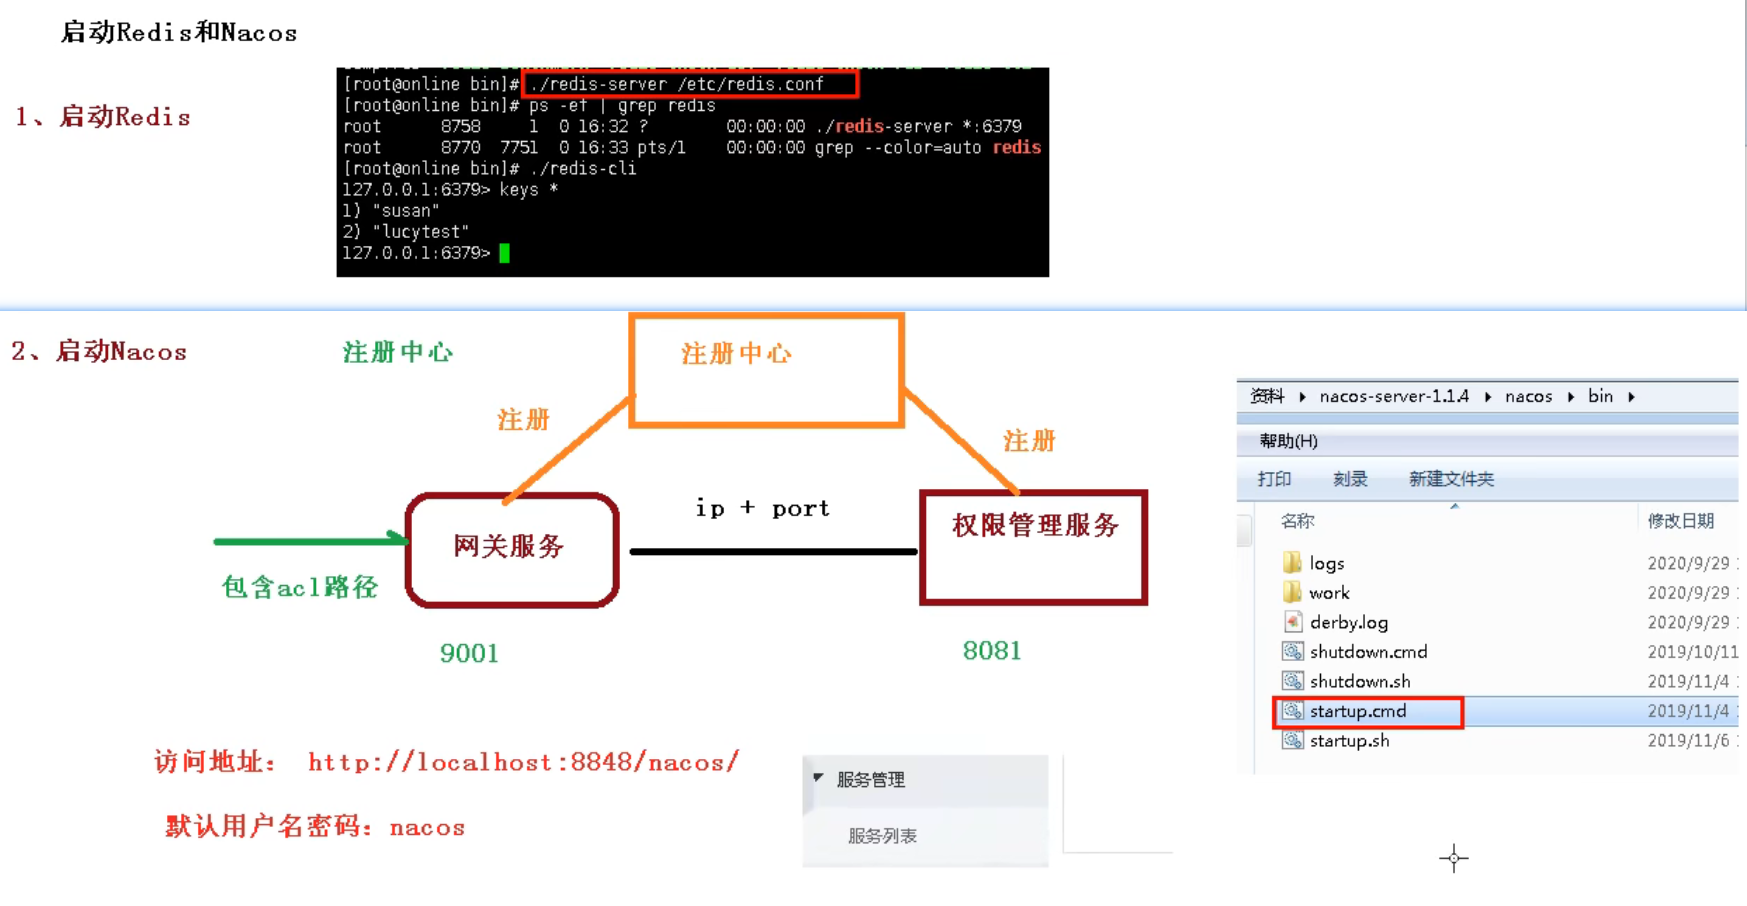 启动Redis和Nacos
1、启动Redis
[root@online bin]# ./redis-server /etc/redis.conf
[root@online bin]# ps -ef | grep redis
root 8758 1 0 16:32 ? 00:00:00 ./redis-server *:6379
root 8770 7751 0 16:33 pts/1 00:00:00 grep --color=auto redis
[root@online bin]# ./redis-cli
127.0.0.1:6379> keys *
1) "susan"
2) "lucytest"
127.0.0.1:6379>
2、启动Nacos
注册中心
注册中心
注册
注册
网关服务
ip + port
权限管理服务
包含acl路径
9001
8081
访问地址： http://localhost:8848/nacos/
默认用户名密码：nacos
服务管理
服务列表
资料 nacos-server-1.1.4 nacos bin
帮助(H)
打印 刻录 新建文件夹
名称 修改日期
logs 2020/9/29
work 2020/9/29
derby.log 2020/9/29
shutdown.cmd 2019/10/11
shutdown.sh 2019/11/4
startup.cmd 2019/11/4
startup.sh 2019/11/6